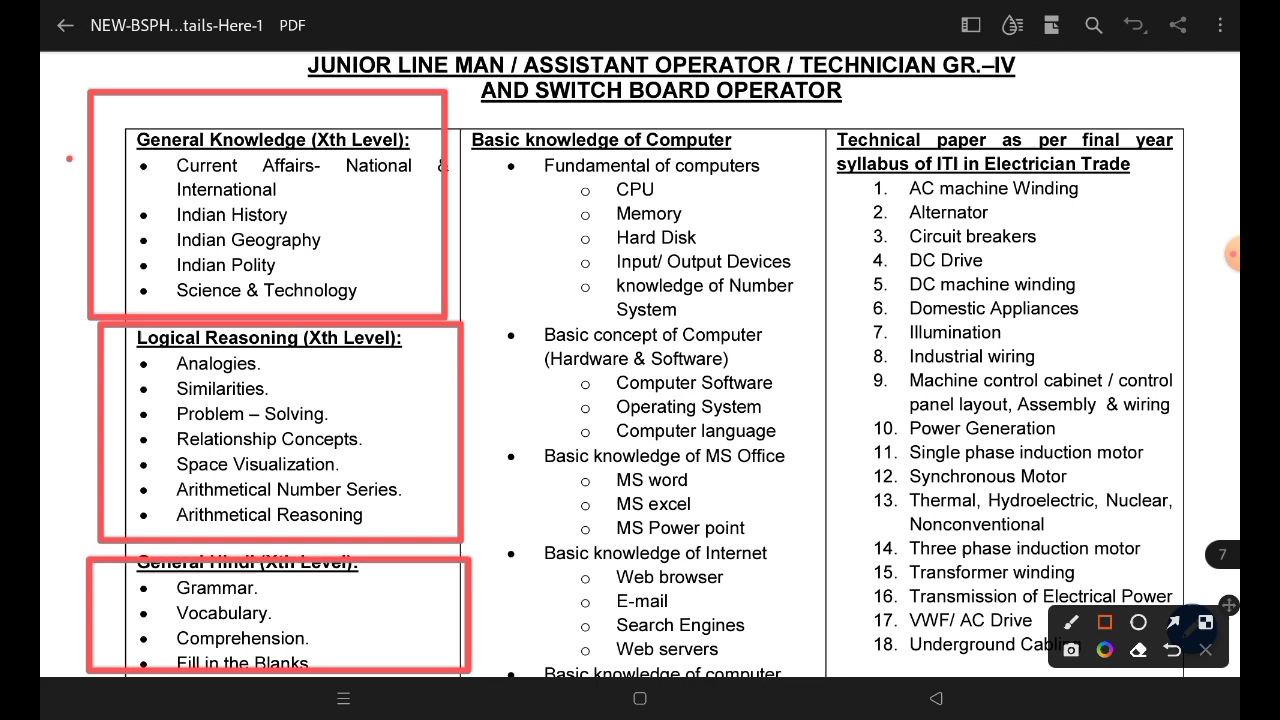 NEW-BSPH...tails-Here-1 PDF
JUNIOR LINE MAN / ASSISTANT OPERATOR / TECHNICIAN GR.–IV
AND SWITCH BOARD OPERATOR
General Knowledge (Xth Level):
• Current Affairs- National &
International
• Indian History
• Indian Geography
• Indian Polity
• Science & Technology
Logical Reasoning (Xth Level):
• Analogies.
• Similarities.
• Problem – Solving.
• Relationship Concepts.
• Space Visualization.
• Arithmetical Number Series.
• Arithmetical Reasoning
General Hindi (Xth Level):
• Grammar.
• Vocabulary.
• Comprehension.
• Fill in the Blanks
Basic knowledge of Computer
• Fundamental of computers
o CPU
o Memory
o Hard Disk
o Input/ Output Devices
o knowledge of Number
System
• Basic concept of Computer
(Hardware & Software)
o Computer Software
o Operating System
o Computer language
• Basic knowledge of MS Office
o MS word
o MS excel
o MS Power point
• Basic knowledge of Internet
o Web browser
o E-mail
o Search Engines
o Web servers
• Basic knowledge of computer
Technical paper as per final year
syllabus of ITI in Electrician Trade
1. AC machine Winding
2. Alternator
3. Circuit breakers
4. DC Drive
5. DC machine winding
6. Domestic Appliances
7. Illumination
8. Industrial wiring
9. Machine control cabinet / control
panel layout, Assembly & wiring
10. Power Generation
11. Single phase induction motor
12. Synchronous Motor
13. Thermal, Hydroelectric, Nuclear,
Nonconventional
14. Three phase induction motor
15. Transformer winding
16. Transmission of Electrical Power
17. VWF/ AC Drive
18. Underground Cabling
7